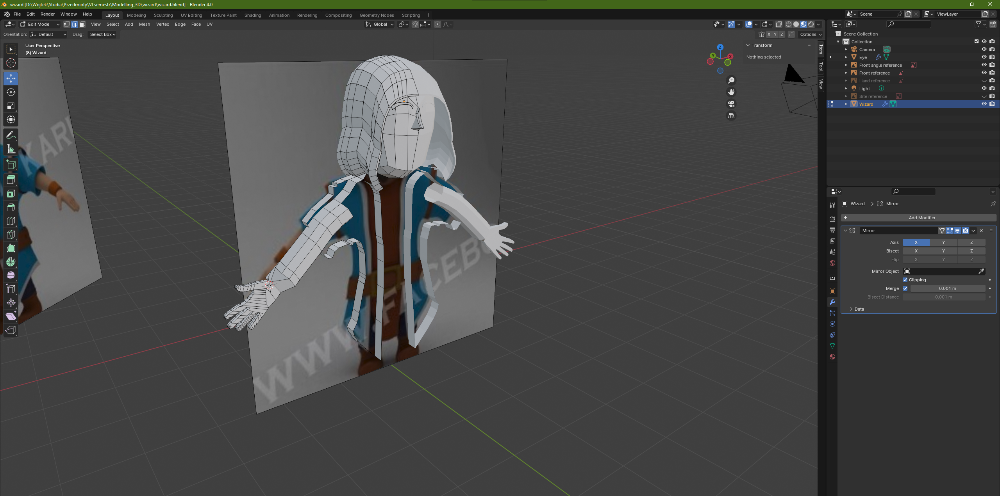 wizard [D:\Wojtek\Studia\Przedmioty\VI semestr\Modelling_3D\wizard\wizard.blend] - Blender 4.0
File Edit Render Window Help Layout Modeling Sculpting UV Editing Texture Paint Shading Animation Rendering Compositing Geometry Nodes Scripting + Scene ViewLayer
Edit Mode View Select Add Mesh Vertex Edge Face UV Global
Orientation: Default Drag: Select Box X Y Z Options
User Perspective
(8) Wizard
Z
Y
X
Transform
Nothing selected
Item
Tool
View
KARI
WWW.FACEBO
Scene Collection
Collection
Camera
Eye
Front angle reference
Front reference
Hand reference
Light
Site reference
Wizard
Wizard > Mirror
+ Add Modifier
Mirror
Axis X Y Z
Bisect X Y Z
Flip X Y Z
Mirror Object
Clipping
Merge 0.001 m
Bisect Distance 0.001 m
Data